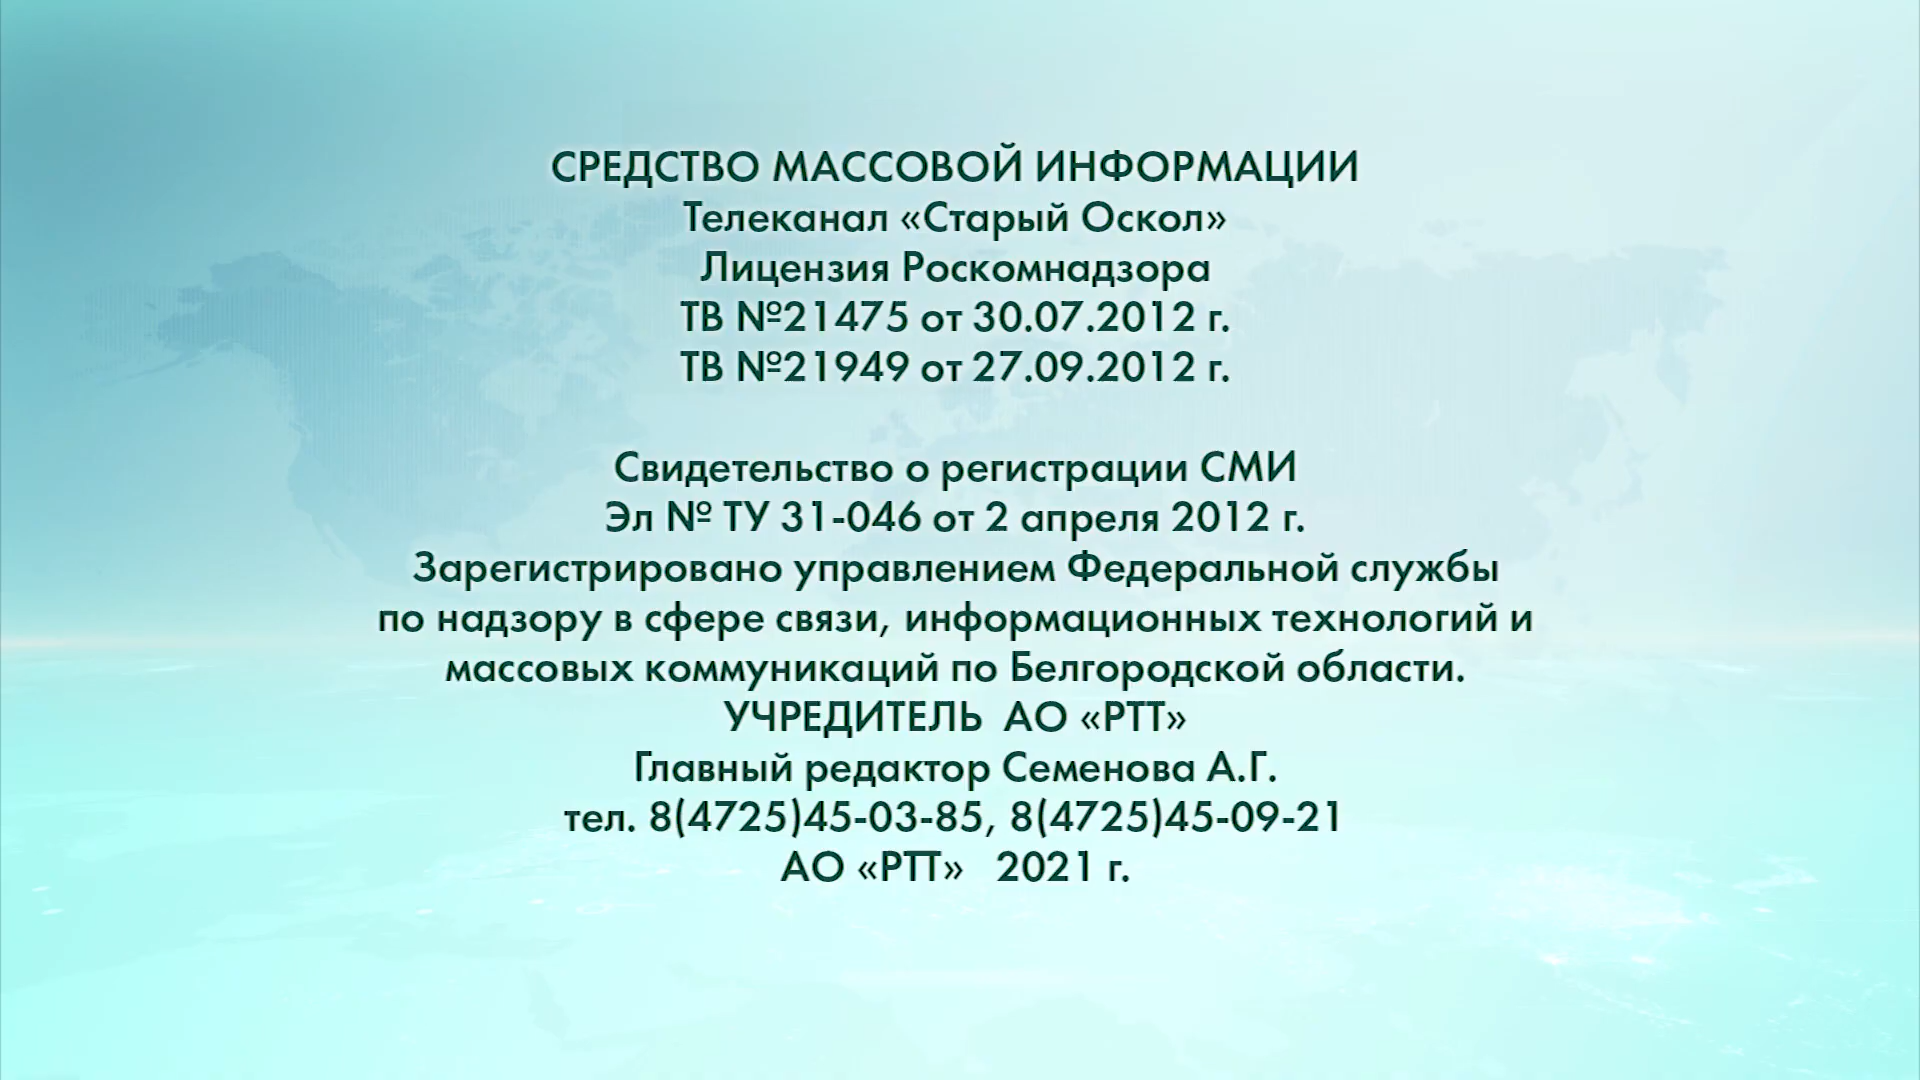 СРЕДСТВО МАССОВОЙ ИНФОРМАЦИИ
Телеканал «Старый Оскол»
Лицензия Роскомнадзора
ТВ №21475 от 30.07.2012 г.
ТВ №21949 от 27.09.2012 г.
Свидетельство о регистрации СМИ
Эл № ТУ 31-046 от 2 апреля 2012 г.
Зарегистрировано управлением Федеральной службы
по надзору в сфере связи, информационных технологий и
массовых коммуникаций по Белгородской области.
УЧРЕДИТЕЛЬ АО «РТТ»
Главный редактор Семенова А.Г.
тел. 8(4725)45-03-85, 8(4725)45-09-21
АО «РТТ» 2021 г.